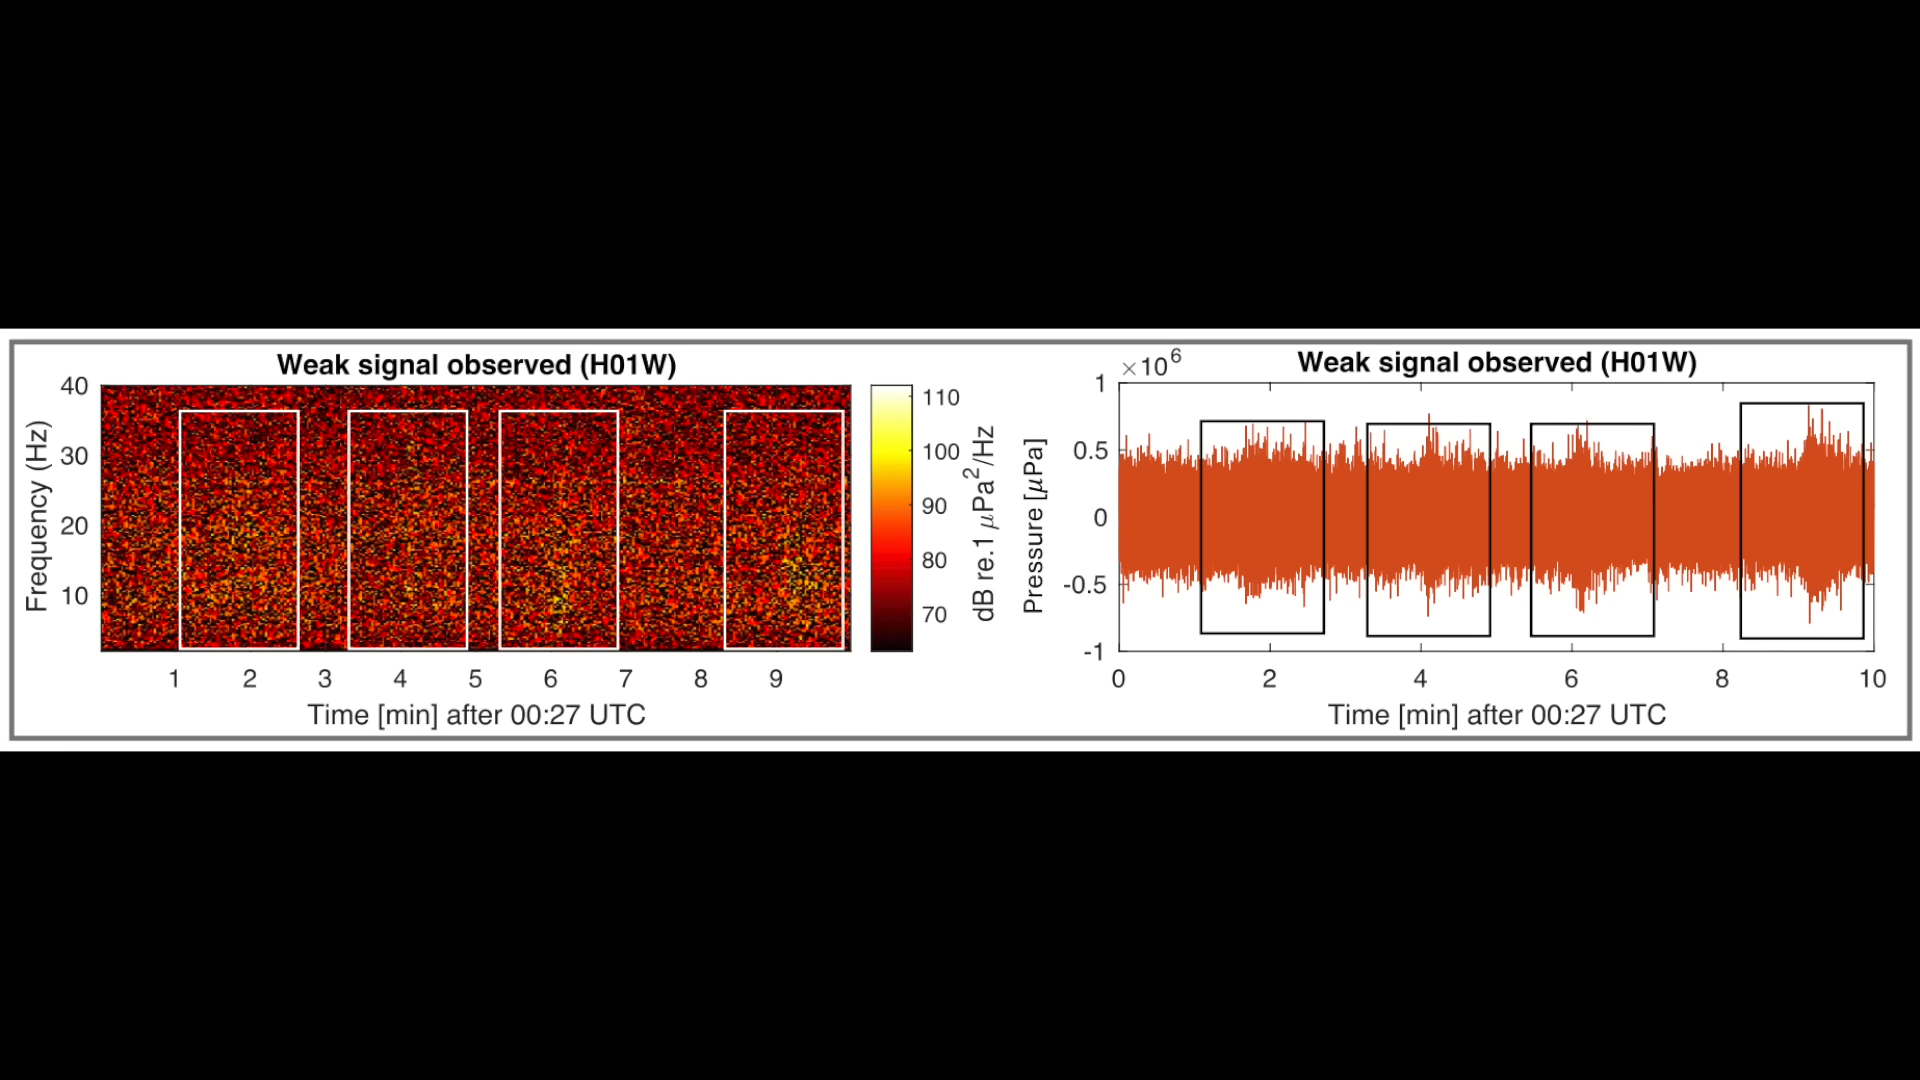 Weak signal observed (H01W)
40
30
20
10
Frequency (Hz)
1 2 3 4 5 6 7 8 9
Time [min] after 00:27 UTC
110
100
90
80
70
dB re.1 μPa²/Hz
Weak signal observed (H01W)
×10⁶
1
0.5
0
-0.5
-1
Pressure [μPa]
0 2 4 6 8 10
Time [min] after 00:27 UTC